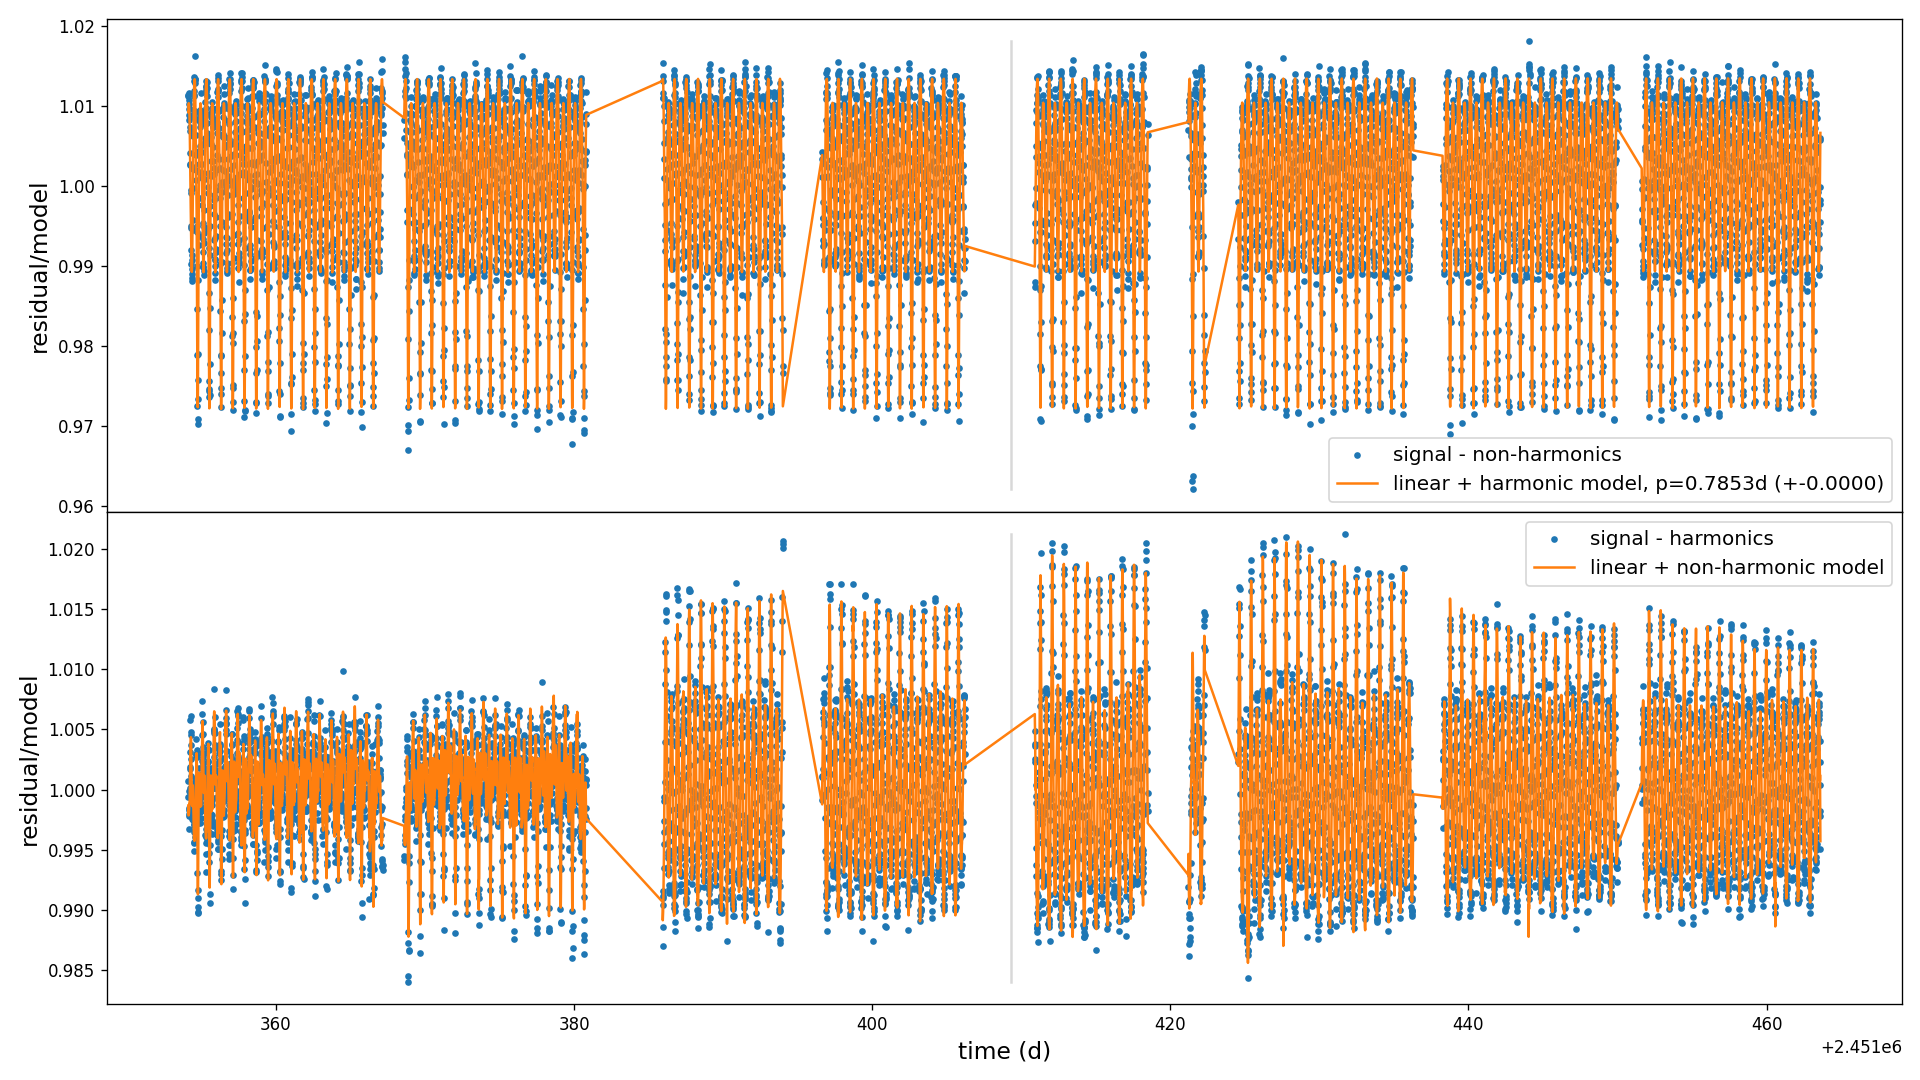 1.02
1.01
1.00
0.99
0.98
0.97
0.96
residual/model
signal - non-harmonics
linear + harmonic model, p=0.7853d (+-0.0000)
1.020
1.015
1.010
1.005
1.000
0.995
0.990
0.985
residual/model
signal - harmonics
linear + non-harmonic model
360
380
400
420
440
460
time (d)
+2.451e6